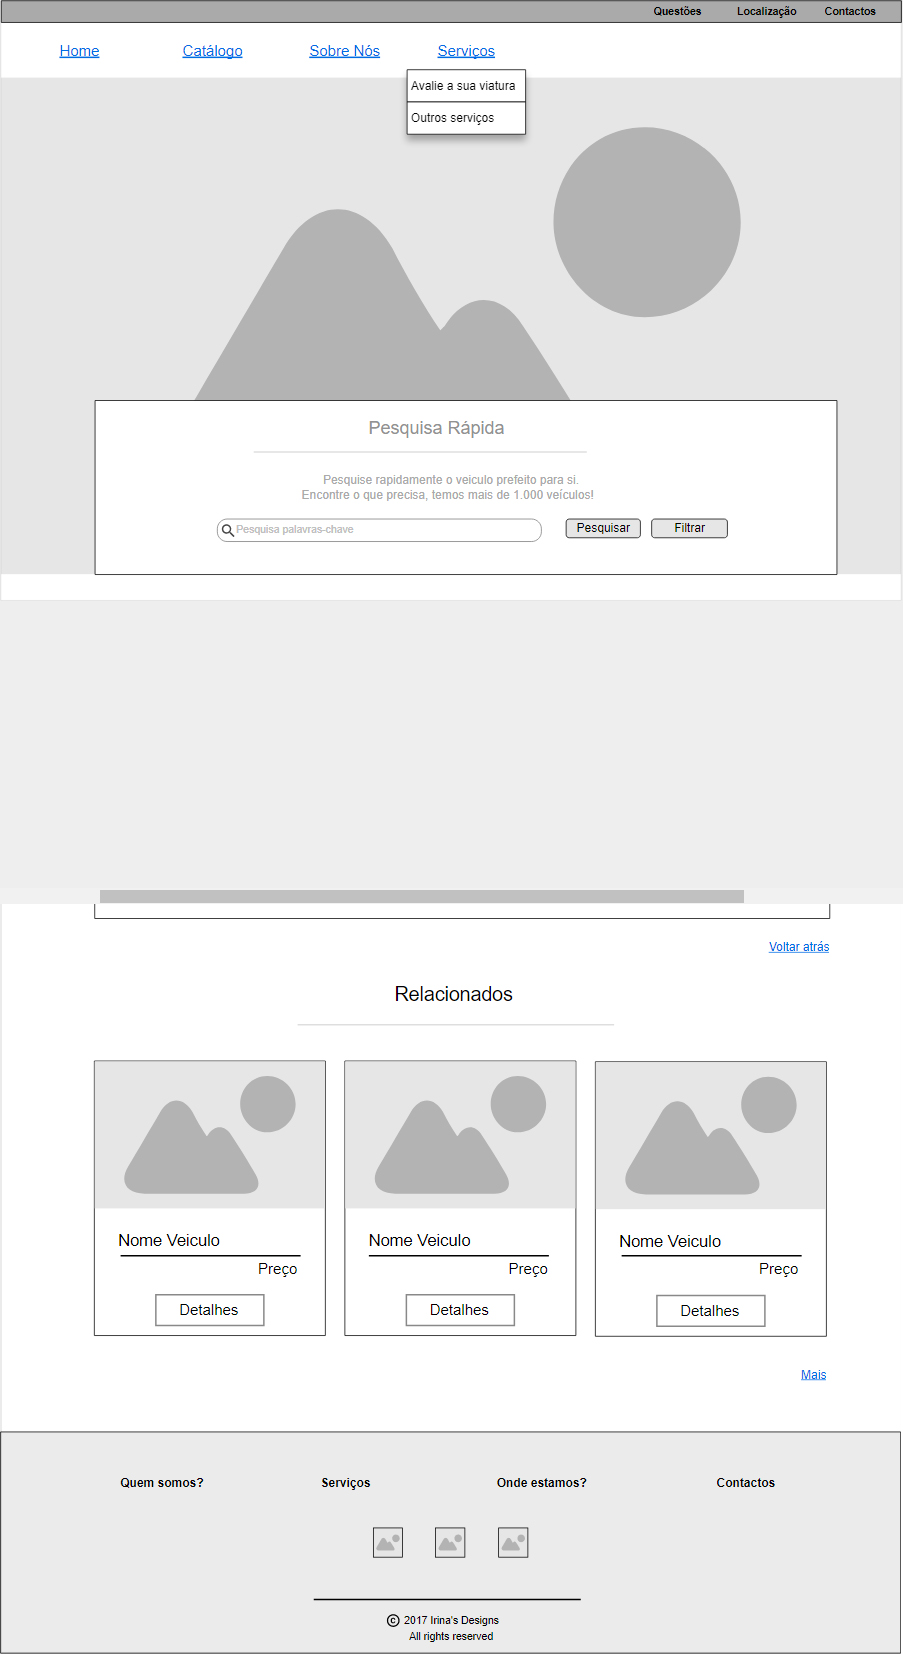 Questões Localização Contactos
Home Catálogo Sobre Nós Serviços
Avalie a sua viatura
Outros serviços
Pesquisa Rápida
Pesquise rapidamente o veiculo prefeito para si.
Encontre o que precisa, temos mais de 1.000 veículos!
Pesquisa palavras-chave Pesquisar Filtrar
Voltar atrás
Relacionados
Nome Veiculo Nome Veiculo Nome Veiculo
Preço Preço Preço
Detalhes Detalhes Detalhes
Mais
Quem somos? Serviços Onde estamos? Contactos
© 2017 Irina's Designs
All rights reserved